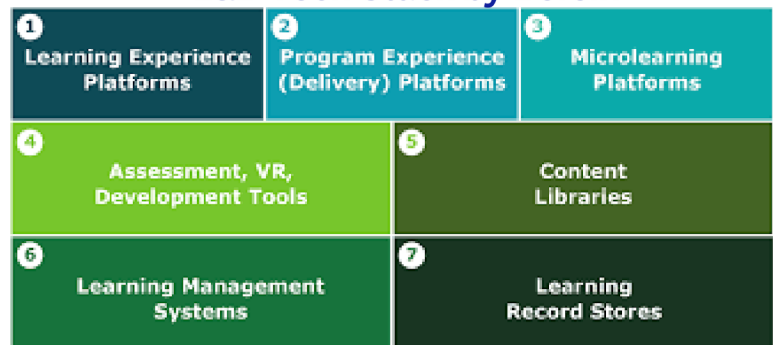 1
Learning Experience
Platforms
2
Program Experience
(Delivery) Platforms
3
Microlearning
Platforms
4
Assessment, VR,
Development Tools
5
Content
Libraries
6
Learning Management
Systems
7
Learning
Record Stores